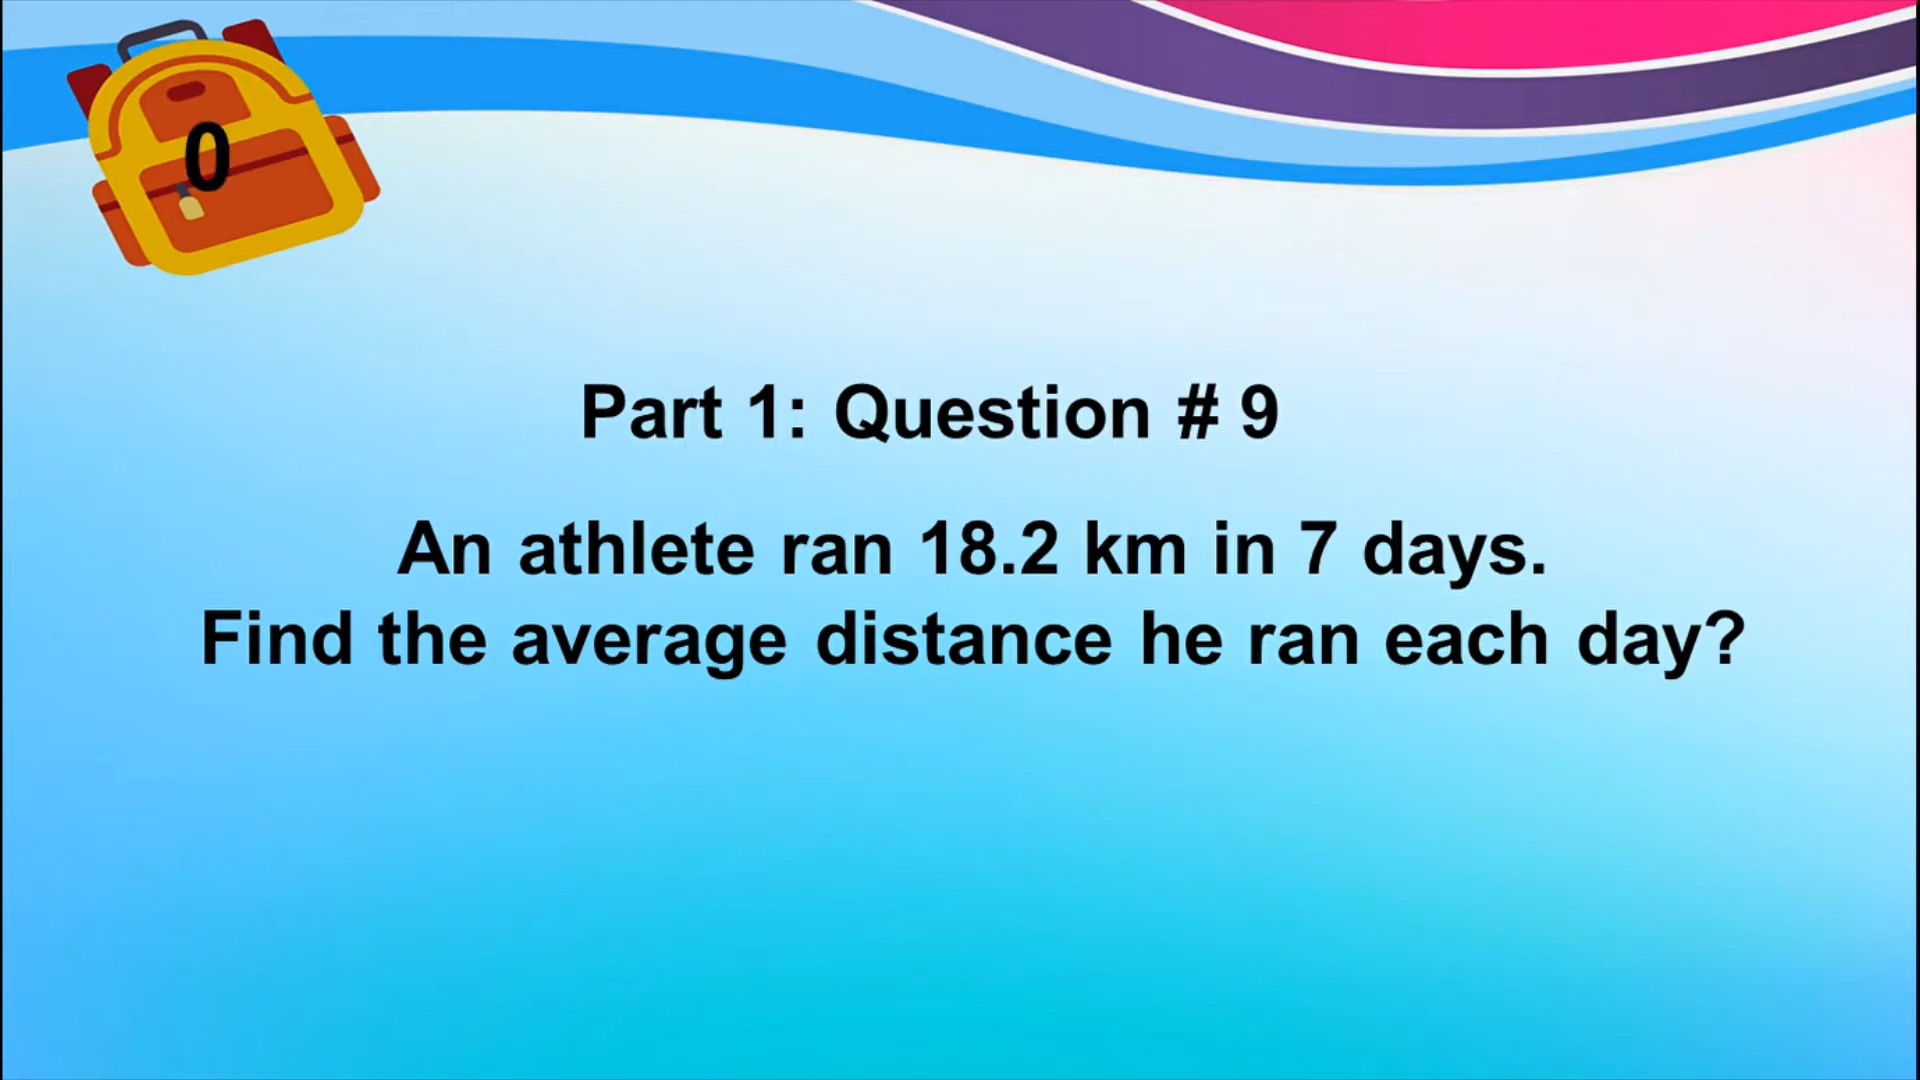 0
Part 1: Question # 9
An athlete ran 18.2 km in 7 days.
Find the average distance he ran each day?